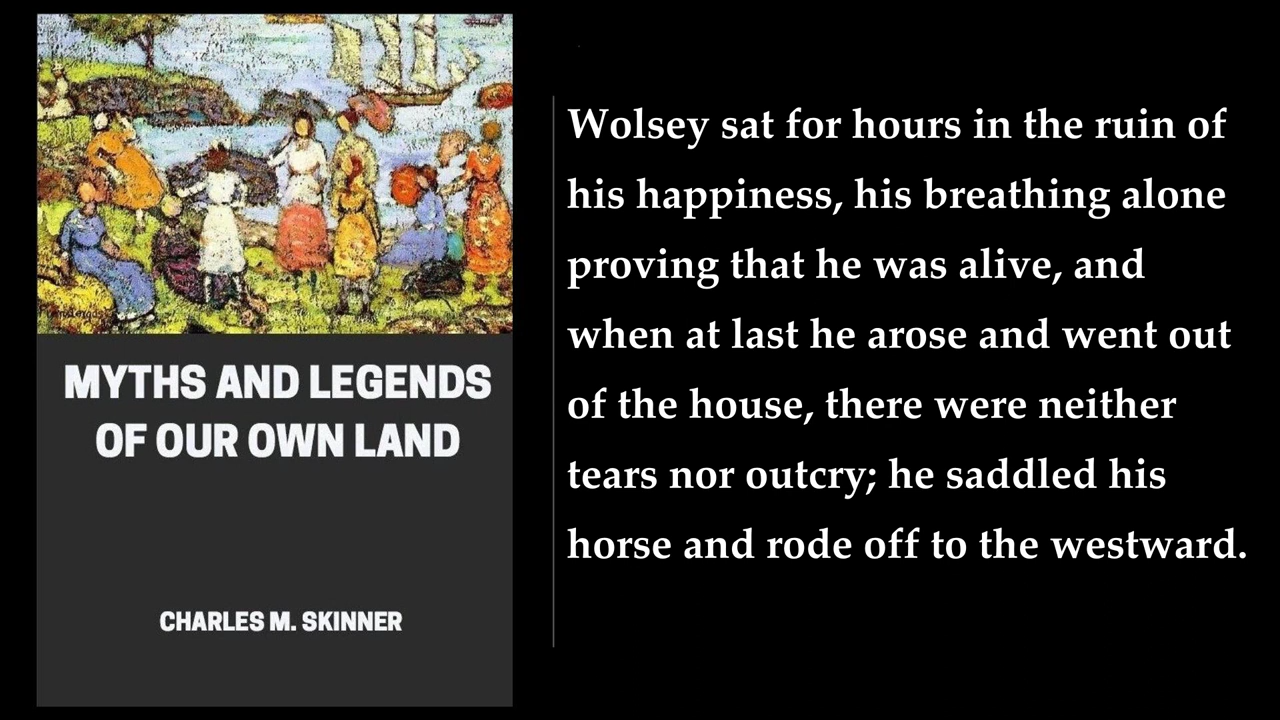 MYTHS AND LEGENDS
OF OUR OWN LAND
CHARLES M. SKINNER
Wolsey sat for hours in the ruin of
his happiness, his breathing alone
proving that he was alive, and
when at last he arose and went out
of the house, there were neither
tears nor outcry; he saddled his
horse and rode off to the westward.